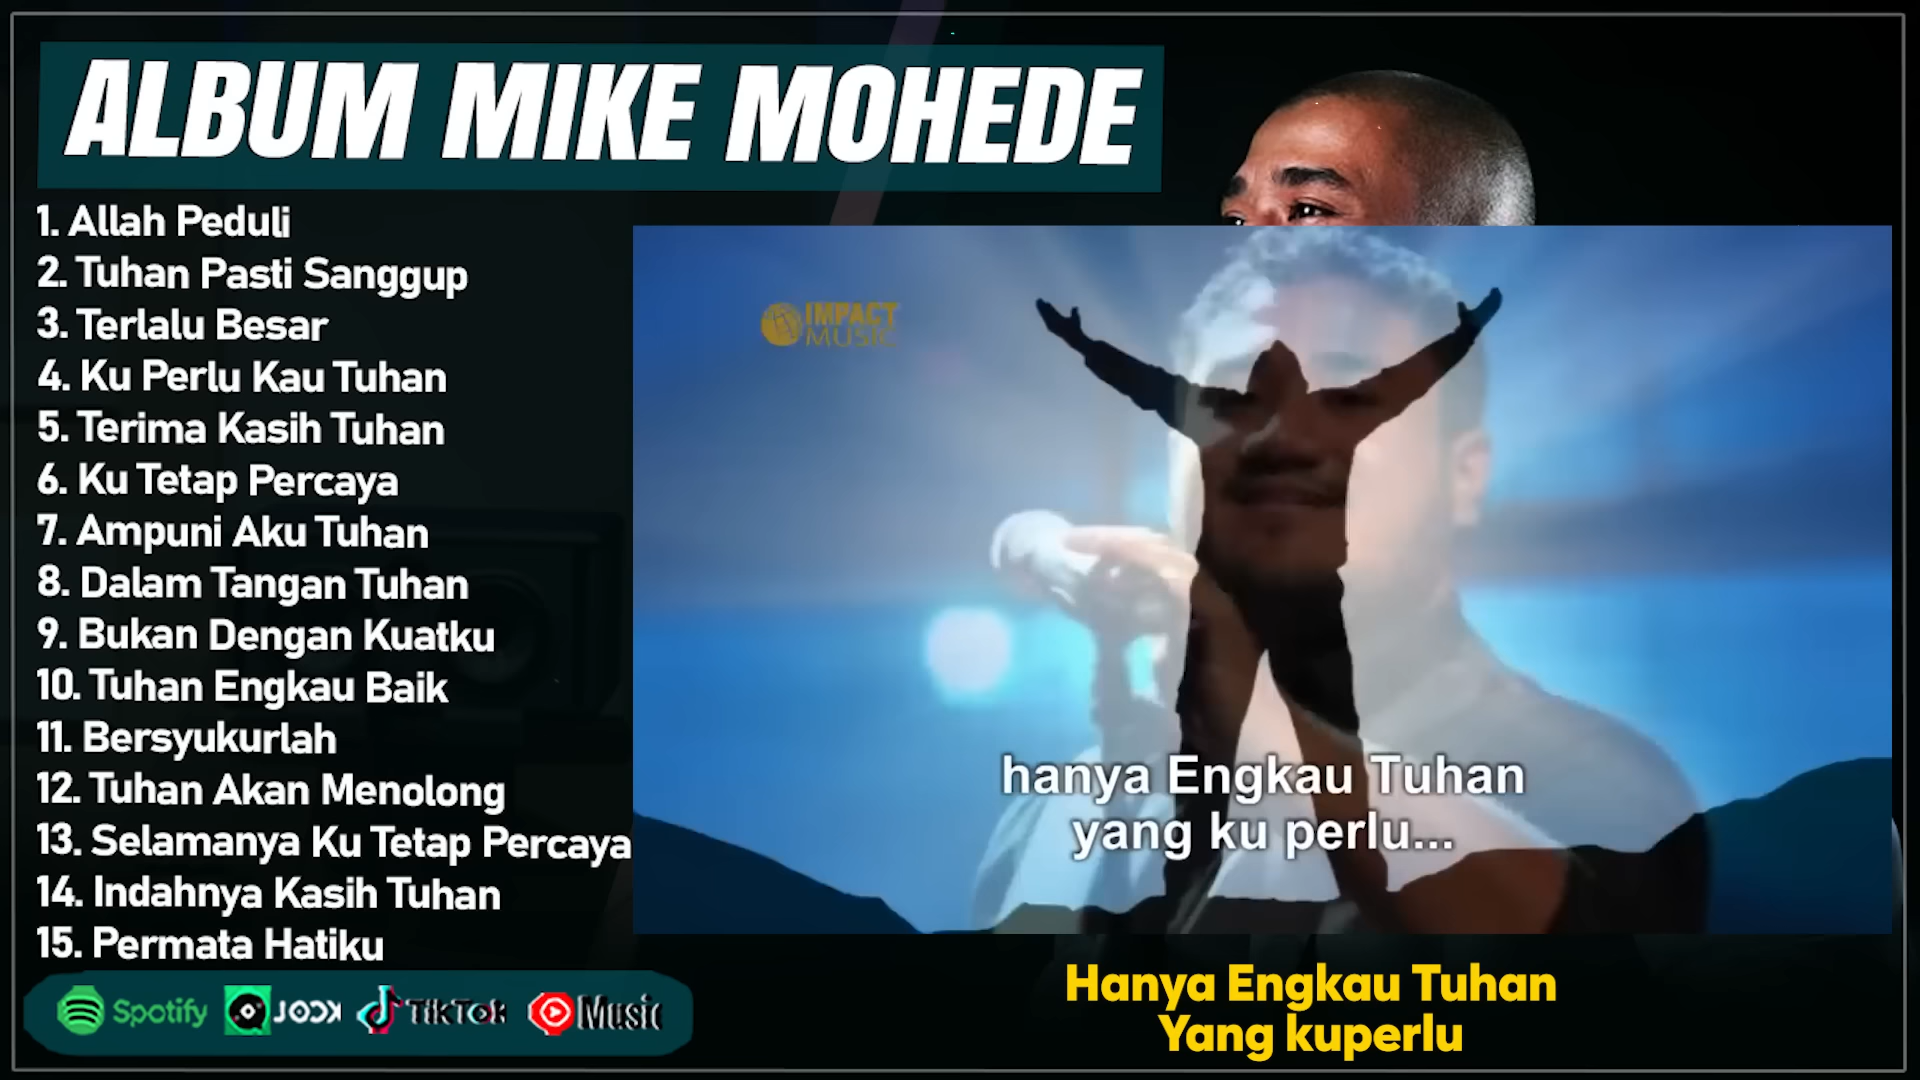 ALBUM MIKE MOHEDE
1. Allah Peduli
2. Tuhan Pasti Sanggup
3. Terlalu Besar
4. Ku Perlu Kau Tuhan
5. Terima Kasih Tuhan
6. Ku Tetap Percaya
7. Ampuni Aku Tuhan
8. Dalam Tangan Tuhan
9. Bukan Dengan Kuatku
10. Tuhan Engkau Baik
11. Bersyukurlah
12. Tuhan Akan Menolong
13. Selamanya Ku Tetap Percaya
14. Indahnya Kasih Tuhan
15. Permata Hatiku
Spotify JOOX TikTok Music
IMPACT
MUSIC
hanya Engkau Tuhan
yang ku perlu...
Hanya Engkau Tuhan
Yang kuperlu